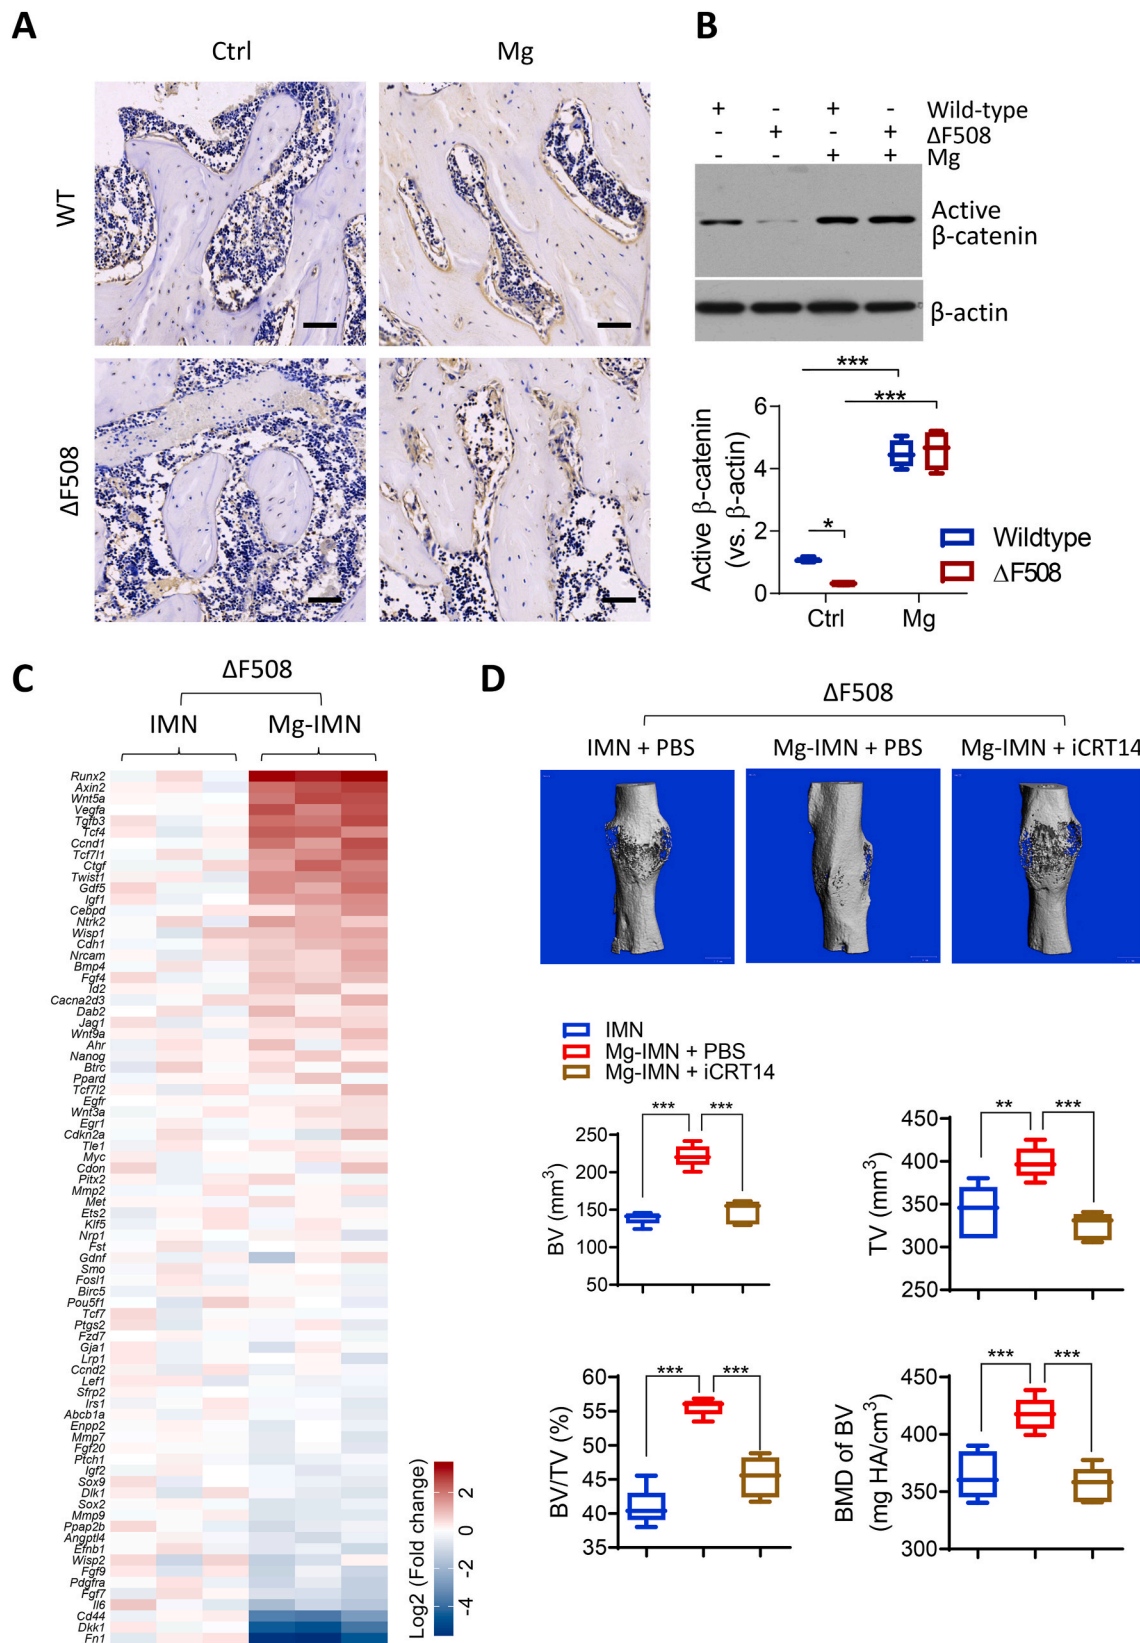 A
Ctrl
Mg
WT
ΔF508
B
+ - + - Wild-type
- + - + ΔF508
- - + + Mg
Active
β-catenin
β-actin
***
***
*
Active β-catenin
(vs. β-actin)
6
4
2
0
Ctrl
Mg
Wildtype
ΔF508
C
ΔF508
IMN
Mg-IMN
Runx2
Axin2
Wnt5a
Vegfa
Tgfb3
Tcf4
Ccnd1
Tcf7l1
Ctgf
Twist1
Gdf5
Igf1
Cebpd
Ntrk2
Wisp1
Cdh1
Nrcam
Bmp4
Fgf4
Id2
Cacna2d3
Dab2
Jag1
Wnt9a
Ahr
Nanog
Btrc
Ppard
Tcf7l2
Egfr
Wnt3a
Egr1
Cdkn2a
Tle1
Myc
Cdon
Pitx2
Mmp2
Met
Ets2
Klf5
Nrp1
Fst
Gdnf
Smo
Fosl1
Birc5
Pou5f1
Tcf7
Ptgs2
Fzd7
Gja1
Lrp1
Ccnd2
Lef1
Sfrp2
Irs1
Abcb1a
Enpp2
Mmp7
Fgf20
Ptch1
Igf2
Sox9
Dlk1
Sox2
Mmp9
Ppap2b
Angptl4
Efnb1
Wisp2
Fgf9
Pdgfra
Fgf7
Il6
Cd44
Dkk1
Fn1
Log2 (Fold change)
2
0
-2
-4
D
ΔF508
IMN + PBS
Mg-IMN + PBS
Mg-IMN + iCRT14
IMN
Mg-IMN + PBS
Mg-IMN + iCRT14
BV (mm3)
250
200
150
100
50
*** ***
TV (mm3)
450
400
350
300
250
** ***
BV/TV (%)
60
55
50
45
40
35
*** ***
BMD of BV
(mg HA/cm3)
450
400
350
300
*** ***